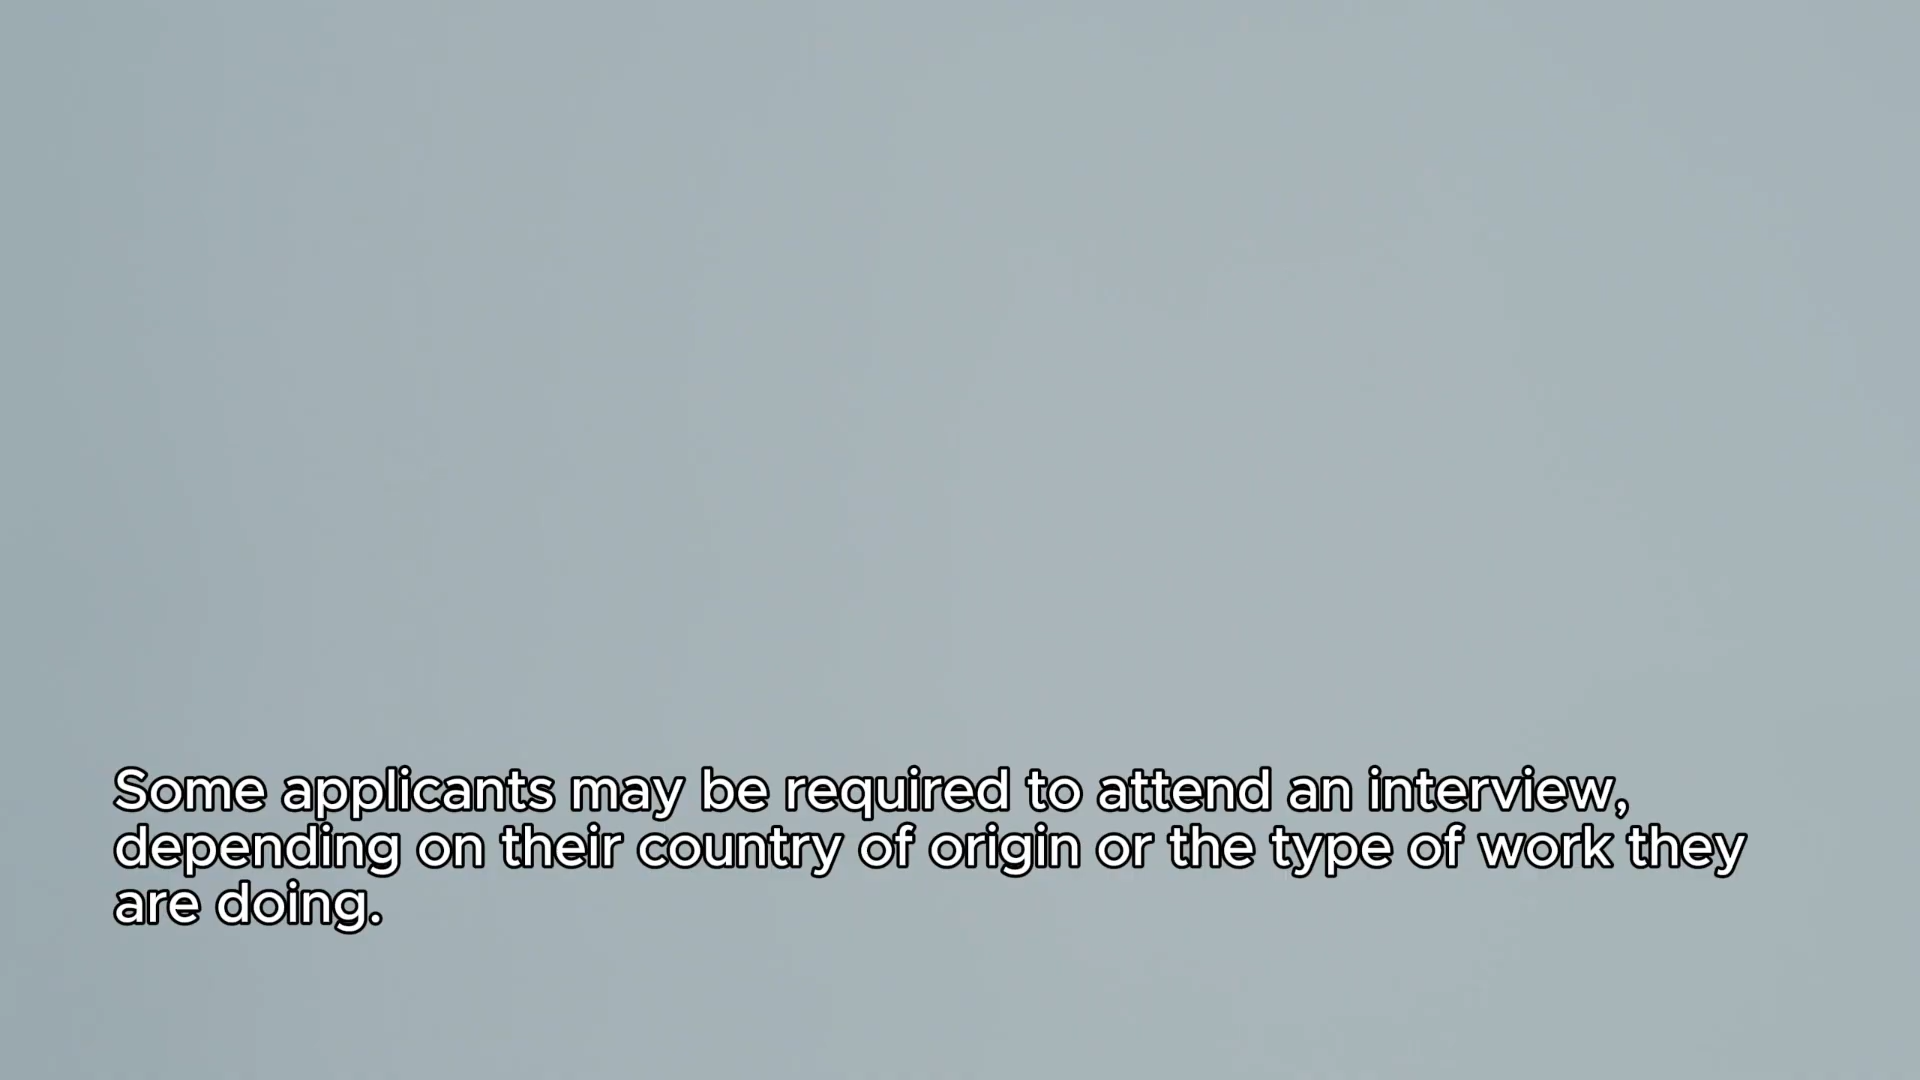 Some applicants may be required to attend an interview,
depending on their country of origin or the type of work they
are doing.